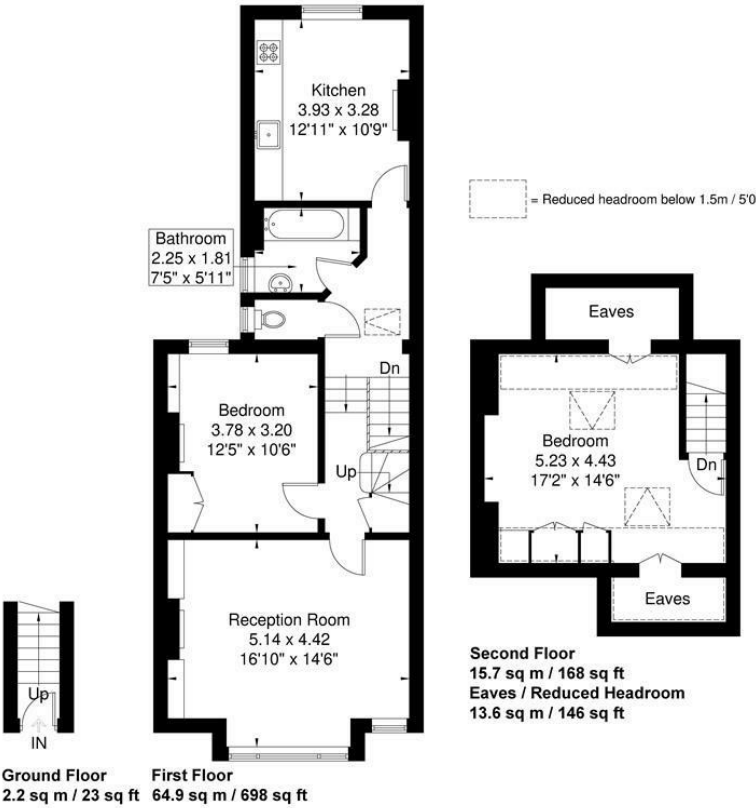 Kitchen
3.93 x 3.28
12'11" x 10'9"
= Reduced headroom below 1.5m / 5'0
Bathroom
2.25 x 1.81
7'5" x 5'11"
Eaves
Dn
Bedroom
3.78 x 3.20
12'5" x 10'6"
Up
Bedroom
5.23 x 4.43
17'2" x 14'6"
Dn
Eaves
Reception Room
5.14 x 4.42
16'10" x 14'6"
Up
IN
Second Floor
15.7 sq m / 168 sq ft
Eaves / Reduced Headroom
13.6 sq m / 146 sq ft
Ground Floor
2.2 sq m / 23 sq ft
First Floor
64.9 sq m / 698 sq ft